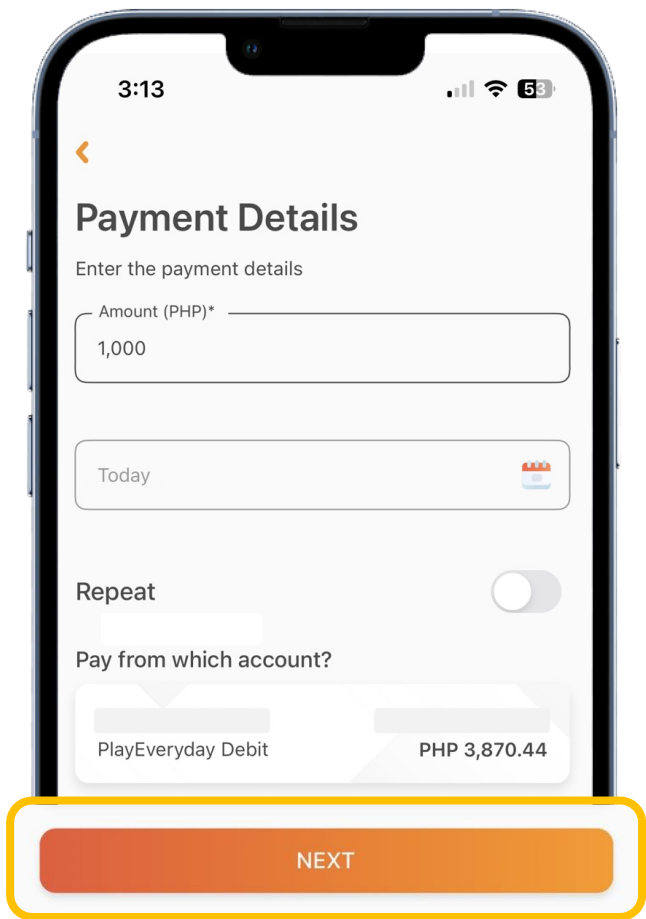 3:13
53
Payment Details
Enter the payment details
Amount (PHP)*
1,000
Today
Repeat
Pay from which account?
PlayEveryday Debit
PHP 3,870.44
NEXT